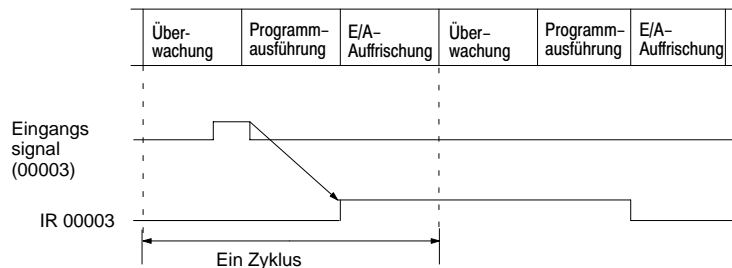 Über-
wachung
Programm-
ausführung
E/A-
Auffrischung
Über-
wachung
Programm-
ausführung
E/A-
Auffrischung
Eingangs
signal
(00003)
IR 00003
Ein Zyklus